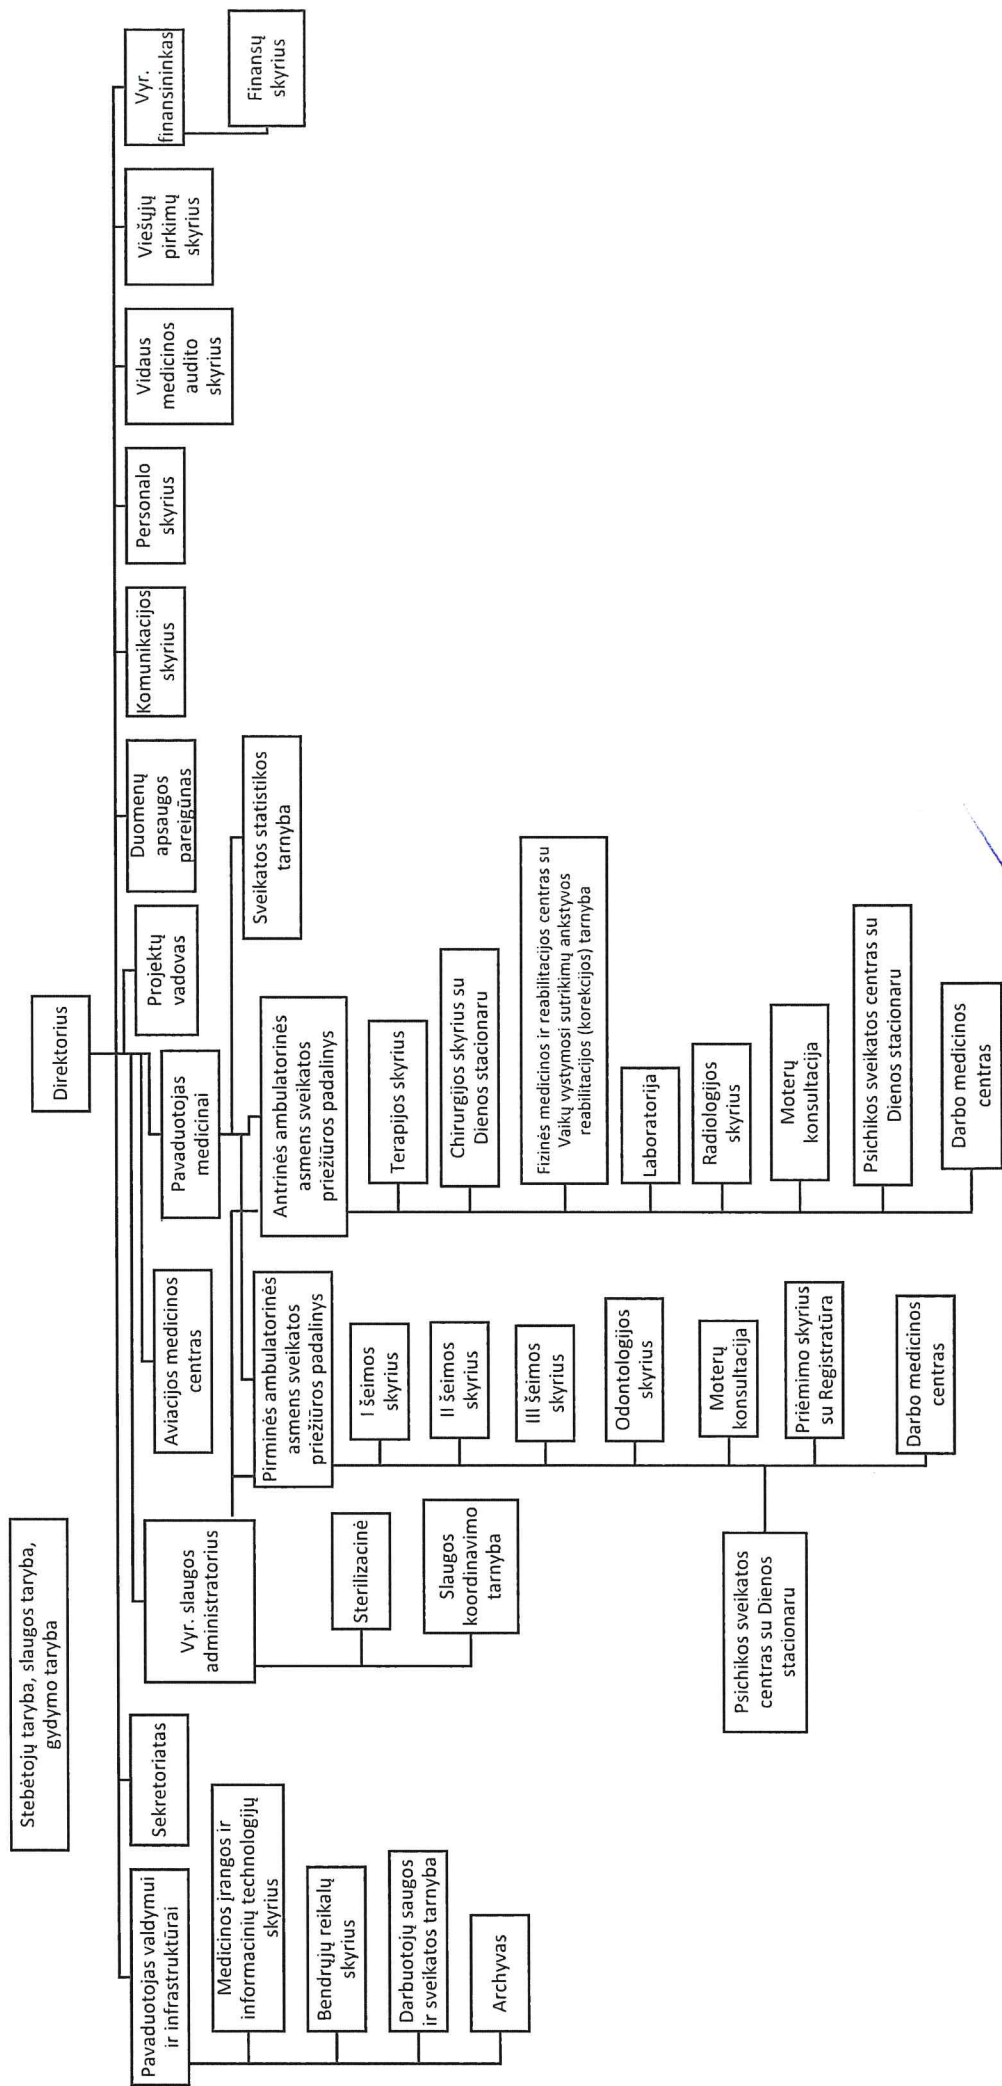 Stebėtojų taryba, slaugos taryba,
gydymo taryba
Direktorius
Pavaduotojas valdymui
ir infrastruktūrai
Medicinos įrangos ir
informacinių technologijų
skyrius
Bendrųjų reikalų
skyrius
Darbuotojų saugos
ir sveikatos tarnyba
Archyvas
Sekretoriatas
Vyr. slaugos
administratorius
Sterilizacinė
Slaugos
koordinavimo
tarnyba
Aviacijos medicinos
centras
Pavaduotojas
medicinai
Pirminės ambulatorinės
asmens sveikatos
priežiūros padalinys
I šeimos
skyrius
II šeimos
skyrius
III šeimos
skyrius
Odontologijos
skyrius
Moterų
konsultacija
Psichikos sveikatos
centras su Dienos
stacionaru
Priėmimo skyrius
su Registratūra
Darbo medicinos
centras
Antrinės ambulatorinės
asmens sveikatos
priežiūros padalinys
Terapijos skyrius
Chirurgijos skyrius su
Dienos stacionaru
Fizinės medicinos ir reabilitacijos centras su
Vaikų vystymosi sutrikimų ankstyvos
reabilitacijos (korekcijos) tarnyba
Laboratorija
Radiologijos
skyrius
Moterų
konsultacija
Psichikos sveikatos centras su
Dienos stacionaru
Darbo medicinos
centras
Sveikatos statistikos
tarnyba
Projektų
vadovas
Duomenų
apsaugos
pareigūnas
Komunikacijos
skyrius
Personalo
skyrius
Vidaus
medicinos
audito
skyrius
Viešųjų
pirkimų
skyrius
Vyr.
finansininkas
Finansų
skyrius